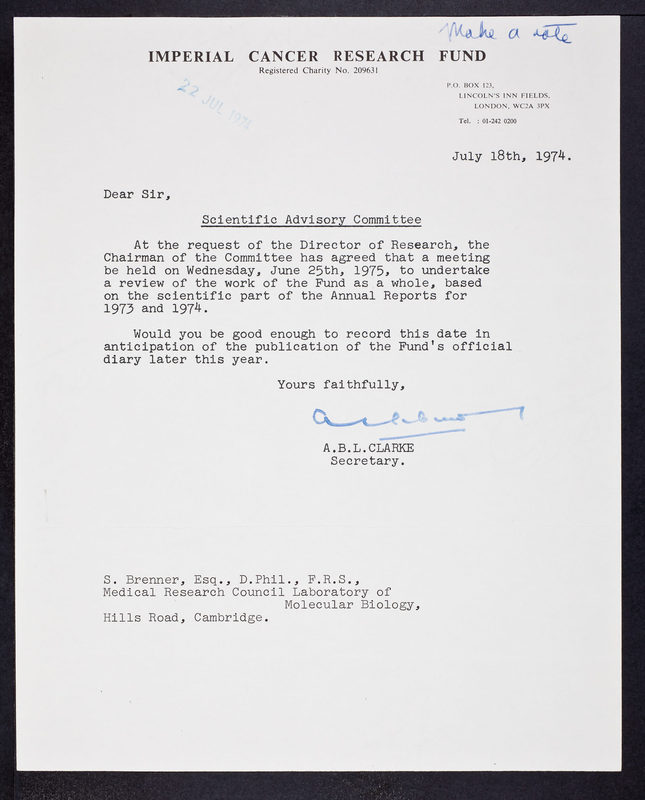 Make a note
IMPERIAL CANCER RESEARCH FUND
Registered Charity No. 209631
22 JUL 1974
P.O. BOX 123,
LINCOLN'S INN FIELDS,
LONDON, WC2A 3PX
Tel. : 01-242 0200
July 18th, 1974.
Dear Sir,
Scientific Advisory Committee
At the request of the Director of Research, the
Chairman of the Committee has agreed that a meeting
be held on Wednesday, June 25th, 1975, to undertake
a review of the work of the Fund as a whole, based
on the scientific part of the Annual Reports for
1973 and 1974.
Would you be good enough to record this date in
anticipation of the publication of the Fund's official
diary later this year.
Yours faithfully,
A.B.L.CLARKE
Secretary.
S. Brenner, Esq., D.Phil., F.R.S.,
Medical Research Council Laboratory of
Molecular Biology,
Hills Road, Cambridge.